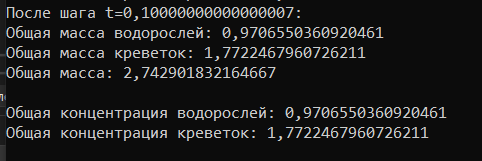 После шага t=0,10000000000000007:
Общая масса водорослей: 0,9706550360920461
Общая масса креветок: 1,7722467960726211
Общая масса: 2,742901832164667
Общая концентрация водорослей: 0,9706550360920461
Общая концентрация креветок: 1,7722467960726211